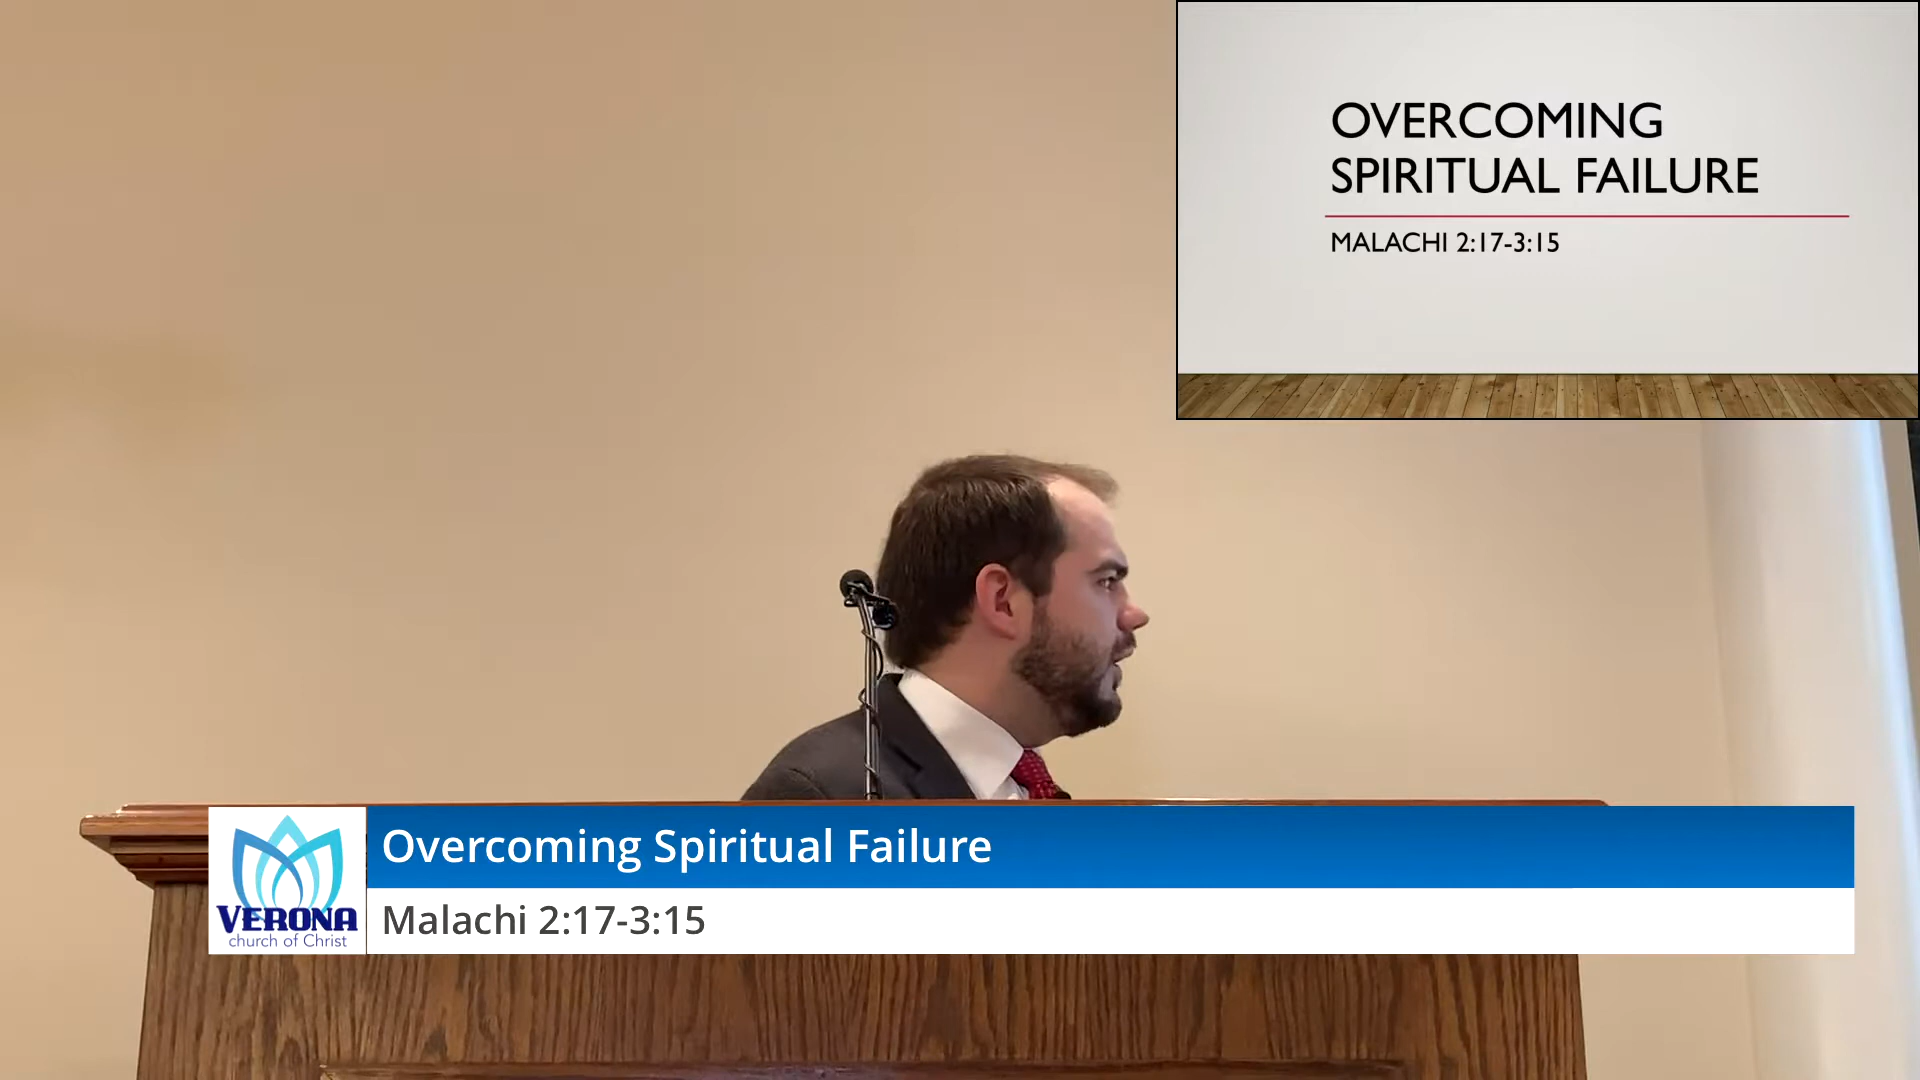 OVERCOMING
SPIRITUAL FAILURE
MALACHI 2:17-3:15
Overcoming Spiritual Failure
Malachi 2:17-3:15
VERONA
church of Christ